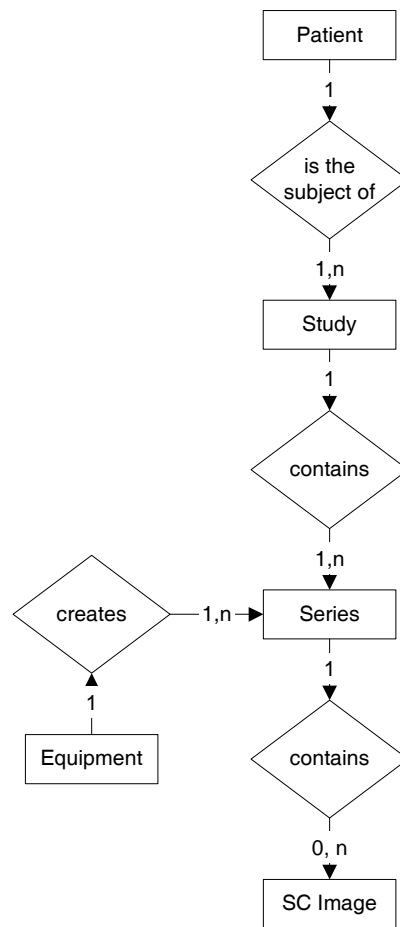 Patient
1
is the
subject of
1,n
Study
1
contains
1,n
creates
1,n
Series
1
1
Equipment
contains
0, n
SC Image